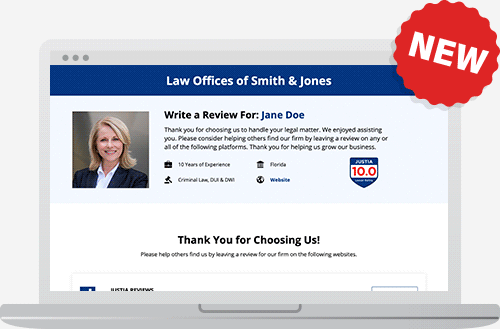 NEW
Law Offices of Smith & Jones
Write a Review For: Jane Doe
Thank you for choosing us to handle your legal matter. We enjoyed assisting
you. Please consider helping others find our firm by leaving a review on any or
all of the following platforms. Thank you for helping us grow our business.
10 Years of Experience
Florida
Criminal Law, DUI & DWI
Website
JUSTIA
10.0
Thank You for Choosing Us!
Please help others find us by leaving a review for our firm on the following websites.
JUSTIA REVIEWS